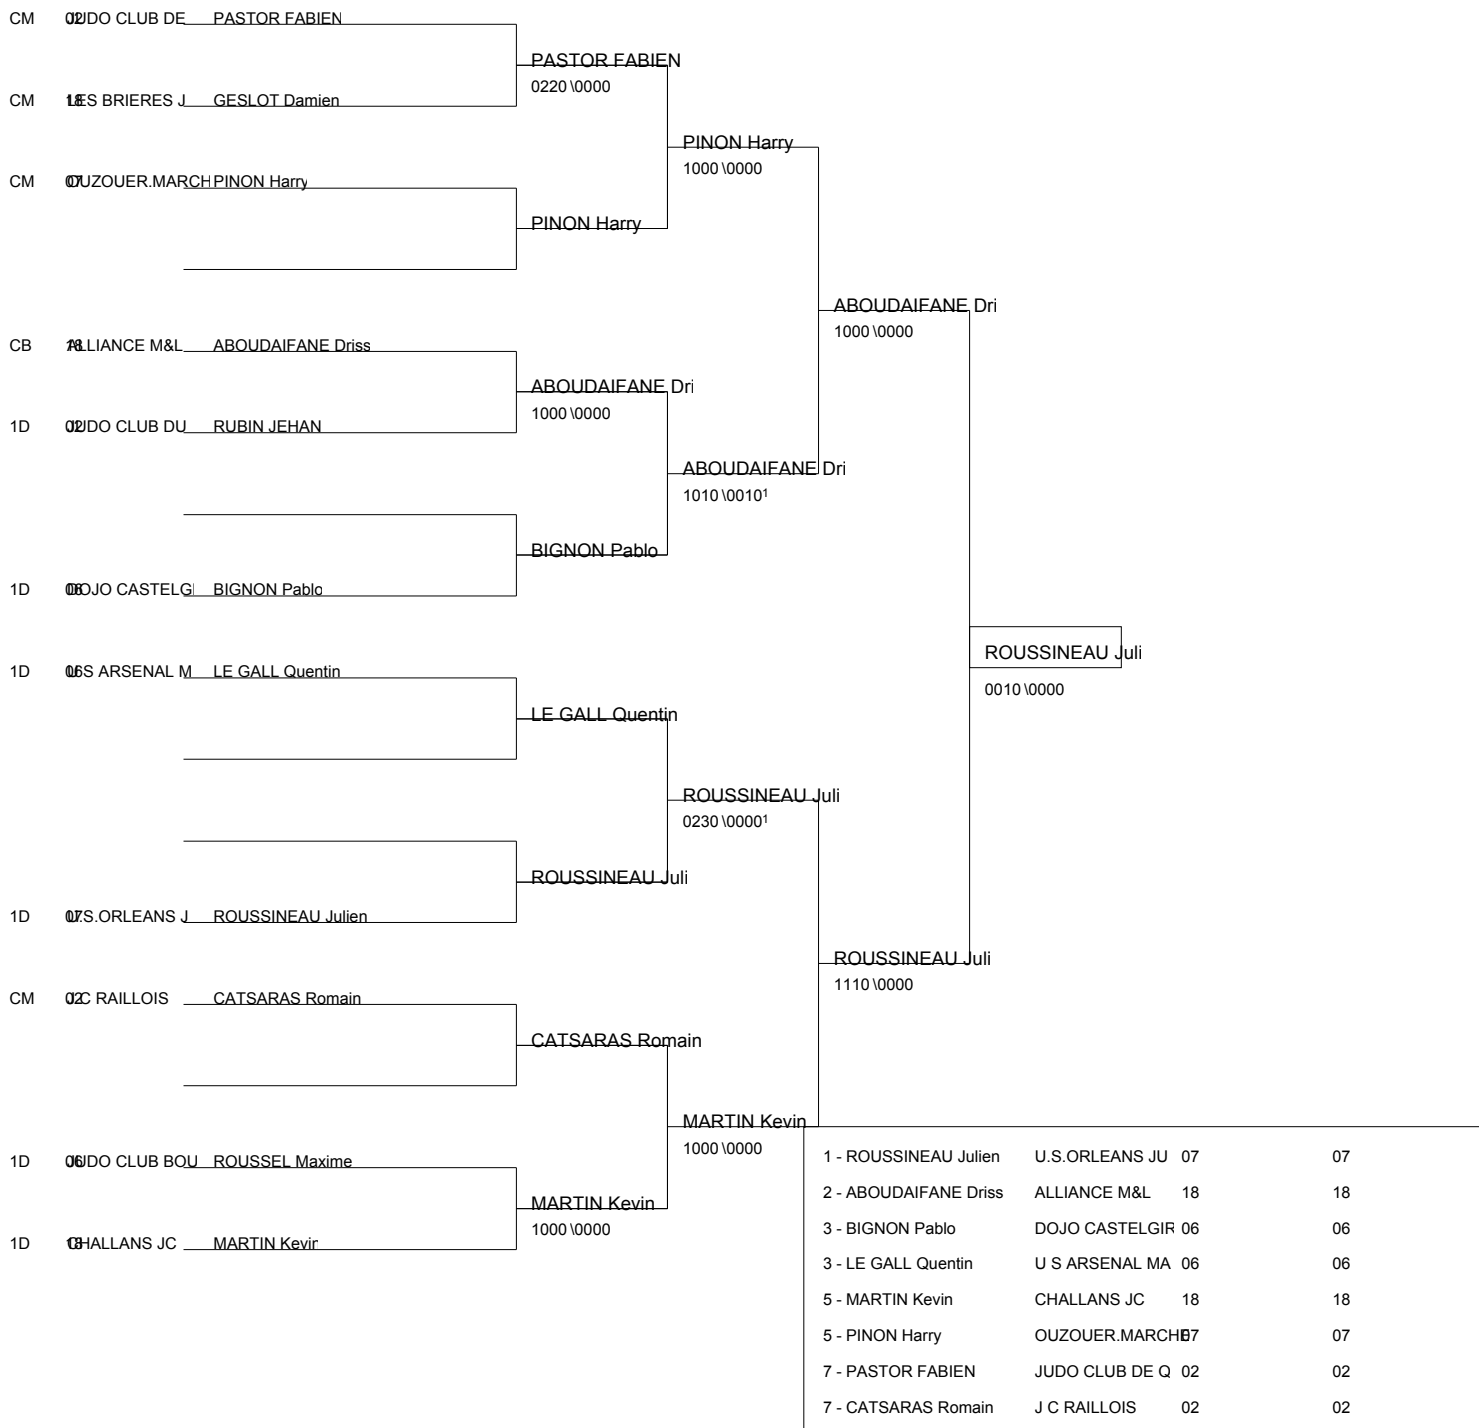 CM 02 JUDO CLUB DE PASTOR FABIEN
PASTOR FABIEN
0220 \0000
CM 18 LES BRIERES J GESLOT Damien
PINON Harry
1000 \0000
CM 07 OUZOUER.MARCH PINON Harry
PINON Harry
ABOUDAIFANE Dri
1000 \0000
CB 18 ALLIANCE M&L ABOUDAIFANE Driss
ABOUDAIFANE Dri
1000 \0000
1D 02 JUDO CLUB DU RUBIN JEHAN
ABOUDAIFANE Dri
1010 \0010¹
BIGNON Pablo
1D 06 DOJO CASTELG BIGNON Pablo
ROUSSINEAU Juli
0010 \0000
1D 06 U S ARSENAL M LE GALL Quentin
LE GALL Quentin
ROUSSINEAU Juli
0230 \0000¹
ROUSSINEAU Juli
1D 07 U.S.ORLEANS J ROUSSINEAU Julien
ROUSSINEAU Juli
1110 \0000
CM 02 J C RAILLOIS CATSARAS Romain
CATSARAS Romain
MARTIN Kevin
1000 \0000
1D 06 JUDO CLUB BOU ROUSSEL Maxime
MARTIN Kevin
1000 \0000
1D 18 CHALLANS JC MARTIN Kevin
1 - ROUSSINEAU Julien U.S.ORLEANS JU 07 07
2 - ABOUDAIFANE Driss ALLIANCE M&L 18 18
3 - BIGNON Pablo DOJO CASTELGIR 06 06
3 - LE GALL Quentin U S ARSENAL MA 06 06
5 - MARTIN Kevin CHALLANS JC 18 18
5 - PINON Harry OUZOUER.MARCHE 07 07
7 - PASTOR FABIEN JUDO CLUB DE Q 02 02
7 - CATSARAS Romain J C RAILLOIS 02 02